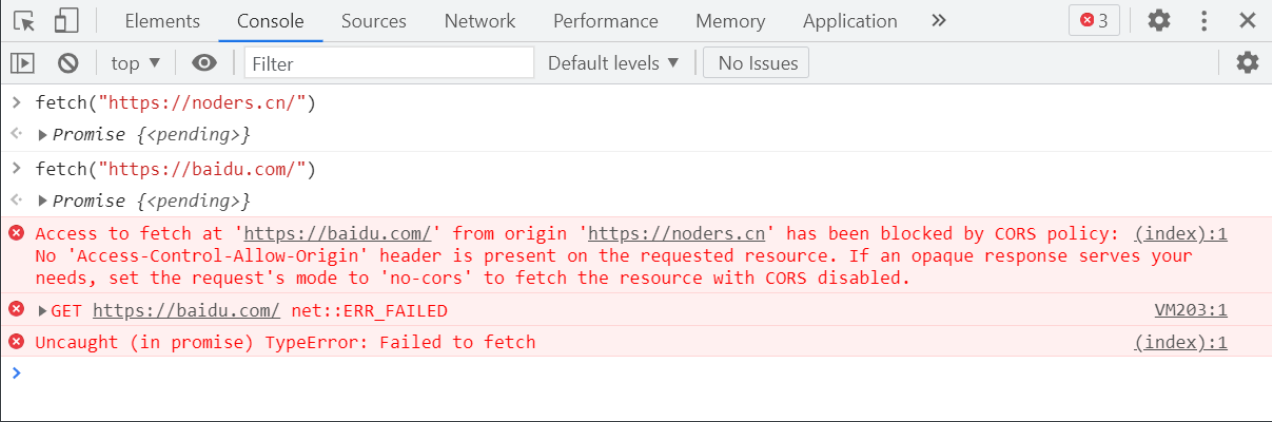 Elements Console Sources Network Performance Memory Application » 3
top ▼ Filter Default levels ▼ No Issues
> fetch("https://noders.cn/")
<· ▶Promise {<pending>}
> fetch("https://baidu.com/")
<· ▶Promise {<pending>}
Access to fetch at 'https://baidu.com/' from origin 'https://noders.cn' has been blocked by CORS policy: (index):1
No 'Access-Control-Allow-Origin' header is present on the requested resource. If an opaque response serves your
needs, set the request's mode to 'no-cors' to fetch the resource with CORS disabled.
▶GET https://baidu.com/ net::ERR_FAILED VM203:1
Uncaught (in promise) TypeError: Failed to fetch (index):1
>